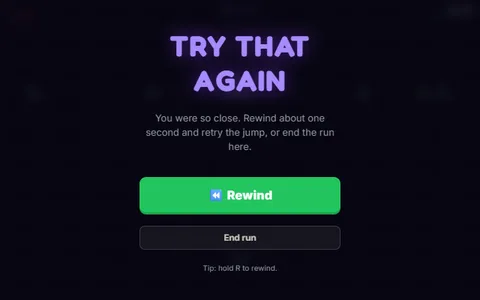 TRY THAT
AGAIN
You were so close. Rewind about one
second and retry the jump, or end the run
here.
⏪ Rewind
End run
Tip: hold R to rewind.